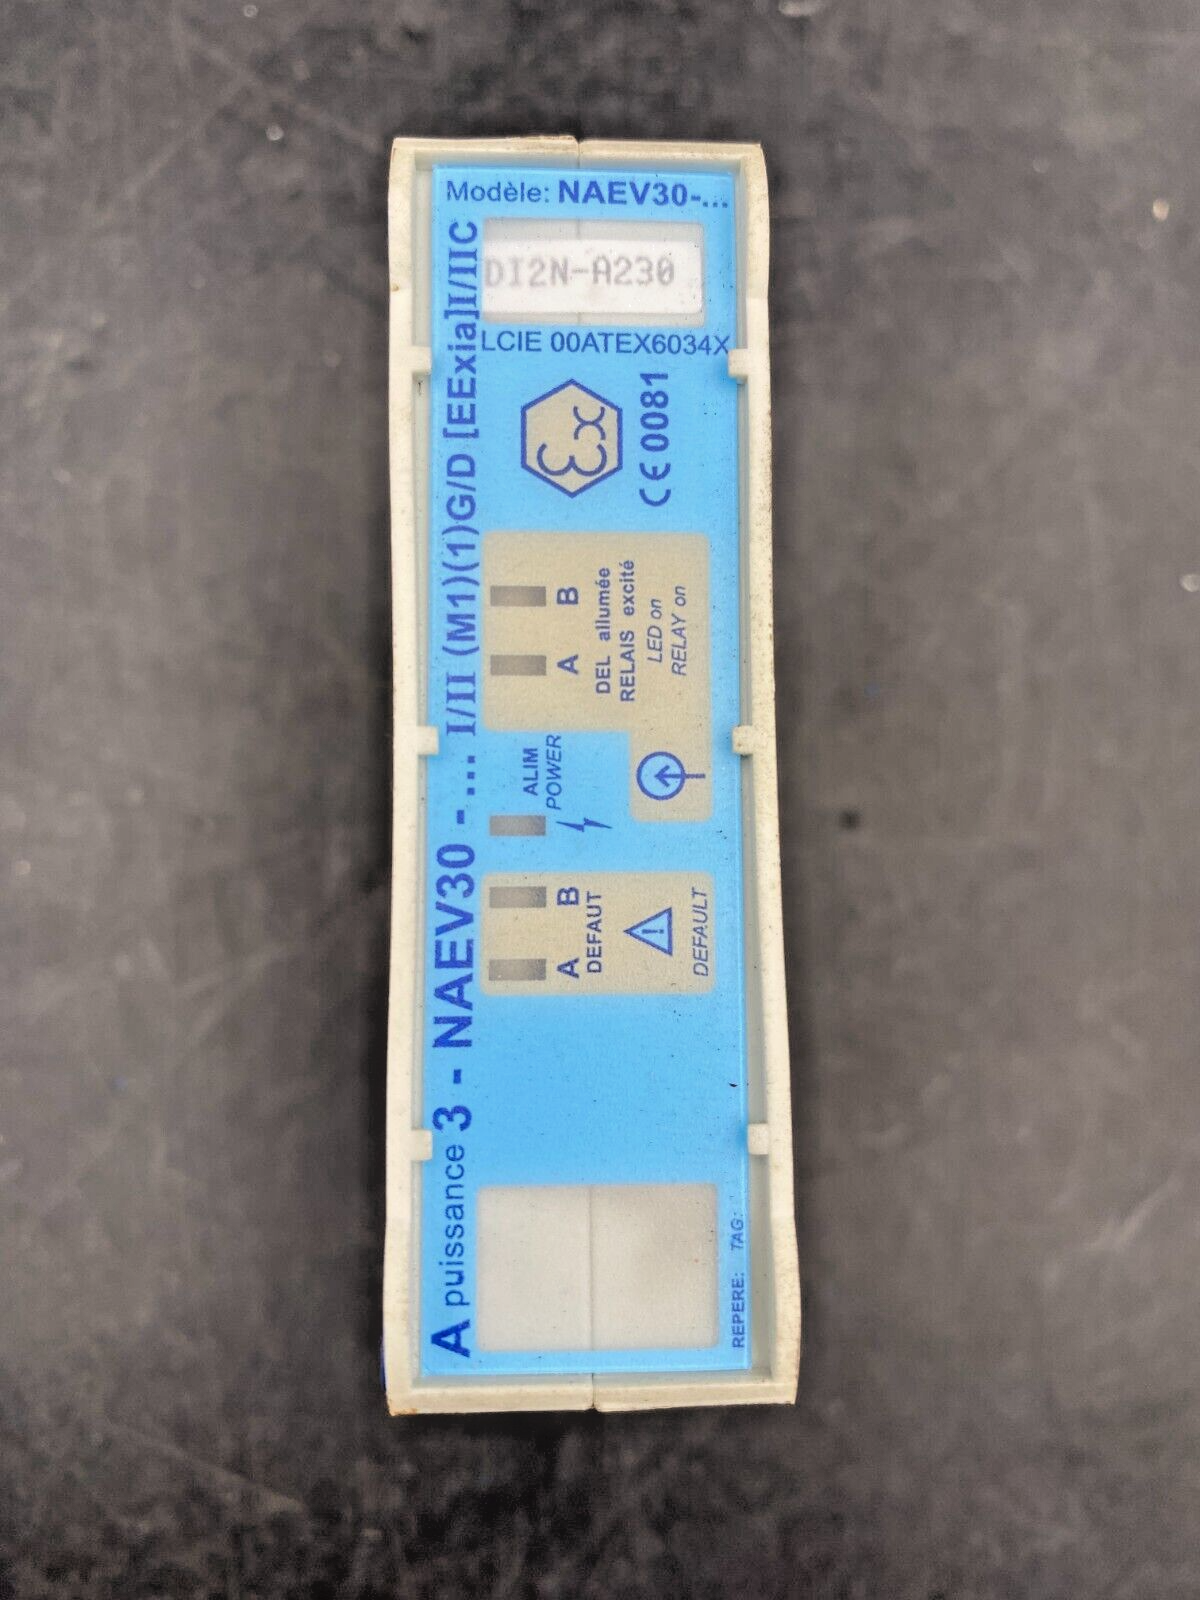 Modèle: NAEV30-...
DI2N-A230
LCIE 00ATEX6034X
A puissance 3 - NAEV30 - ... I/II (M1)(1)G/D [EExia]I/IIC
Ex
CE 0081
A B
DEL allumée
RELAIS excité
LED on
RELAY on
ALIM
POWER
A B
DEFAUT
!
DEFAULT
REPERE: TAG: